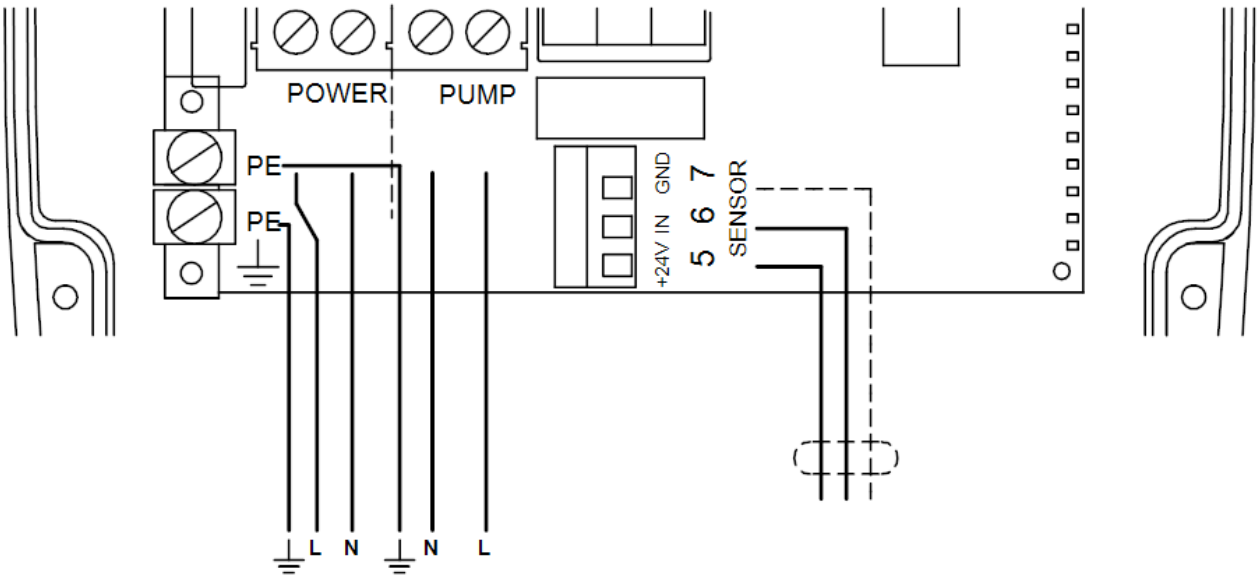 POWER PUMP
PE
PE
+24V IN GND
5 6 7
SENSOR
L N N L